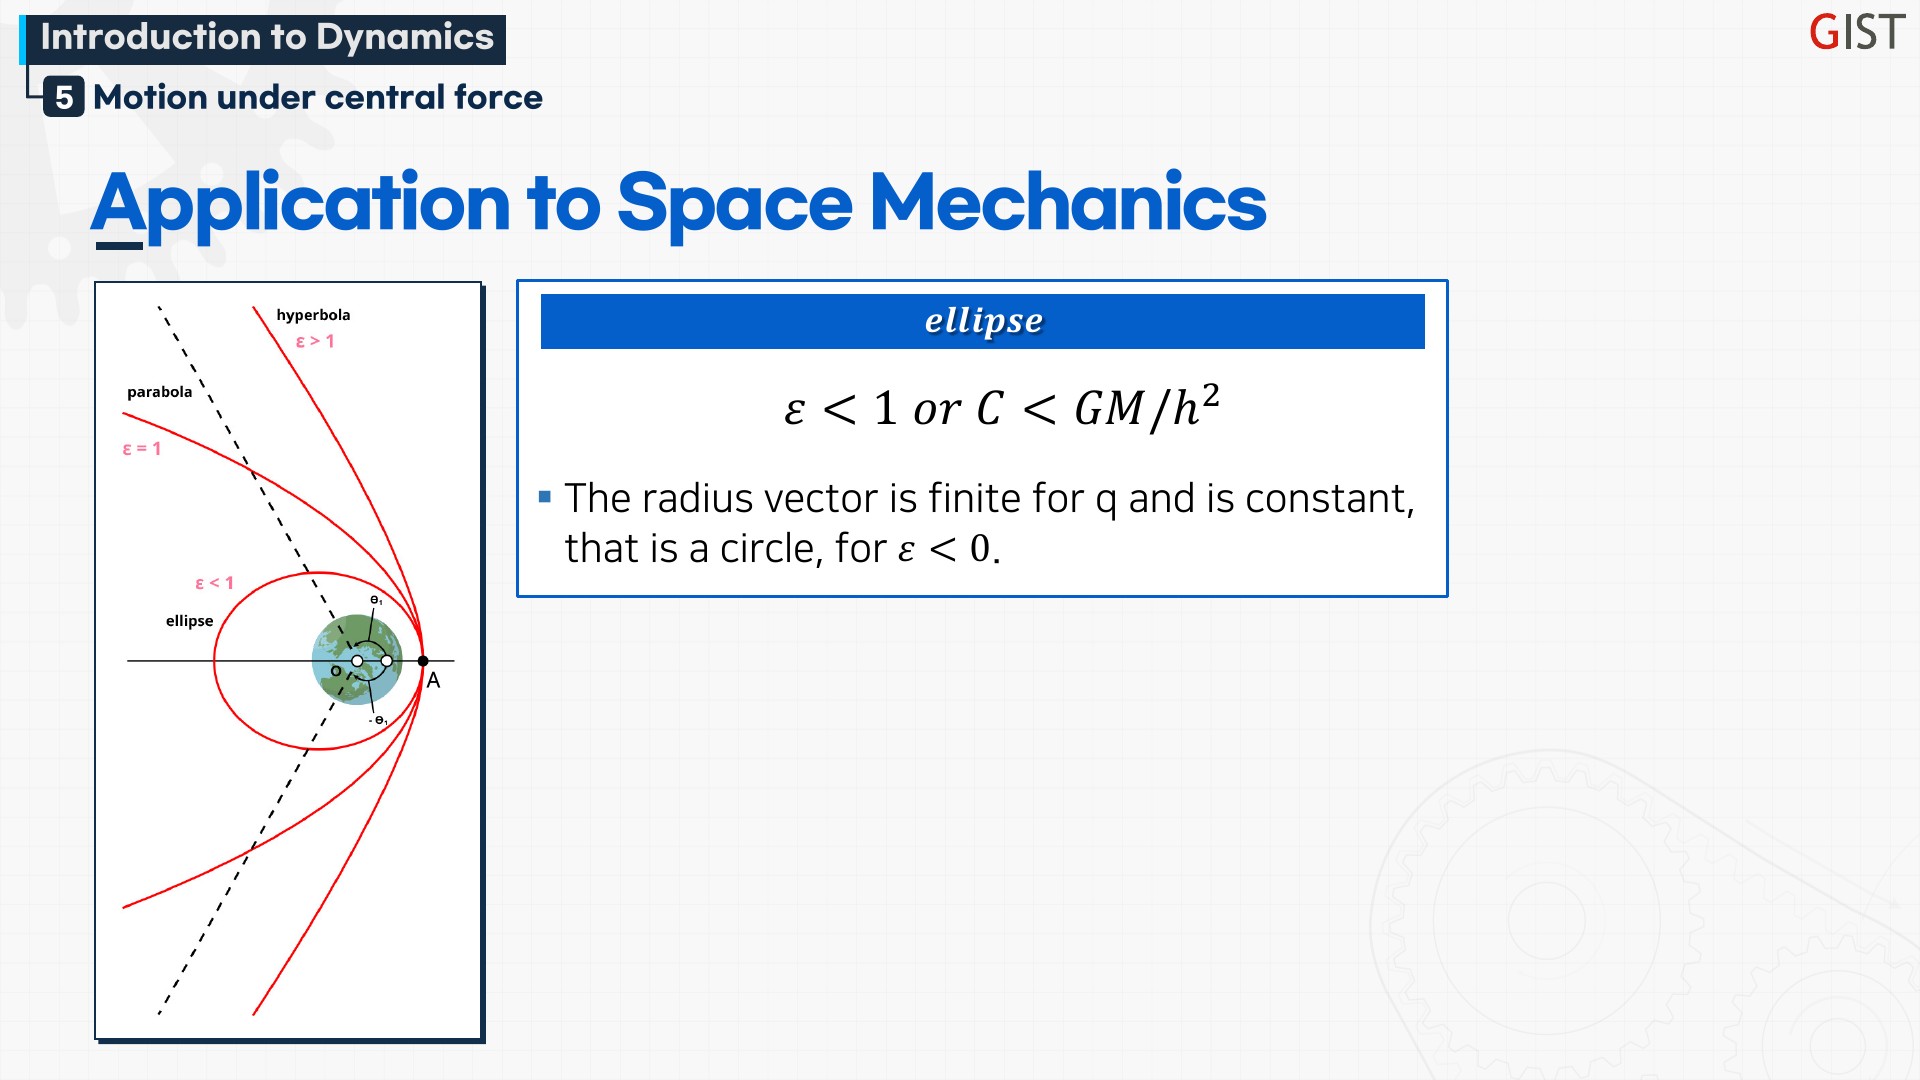 Introduction to Dynamics
GIST
5 Motion under central force
Application to Space Mechanics
hyperbola
ε > 1
parabola
ε = 1
ε < 1
ellipse
θ₁
O
A
- θ₁
ellipse
ε < 1 or C < GM/h²
▪ The radius vector is finite for q and is constant,
that is a circle, for ε < 0.